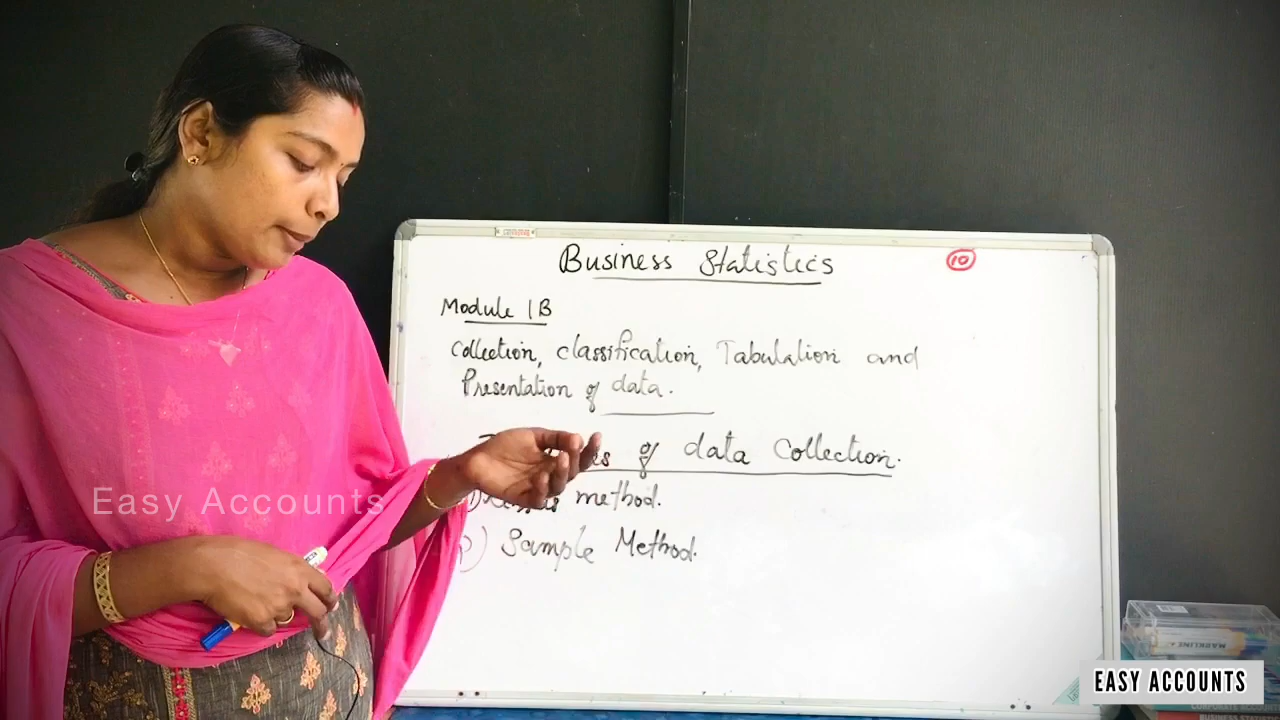 Business Statistics
10
Module 1B
Collection, Classification, Tabulation and
Presentation of data.
of data Collection.
method.
Sample Method.
Easy Accounts
MARKLINE
EASY ACCOUNTS